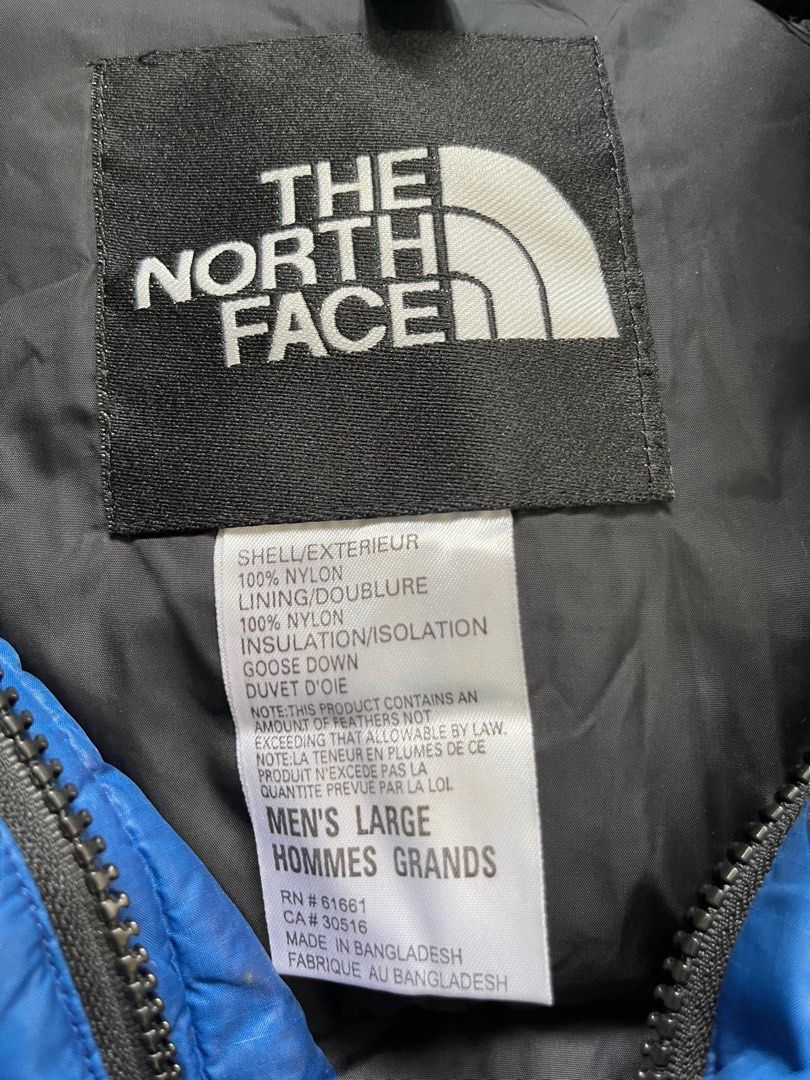 THE
NORTH
FACE
SHELL/EXTERIEUR
100% NYLON
LINING/DOUBLURE
100% NYLON
INSULATION/ISOLATION
GOOSE DOWN
DUVET D'OIE
NOTE:THIS PRODUCT CONTAINS AN
AMOUNT OF FEATHERS NOT
EXCEEDING THAT ALLOWABLE BY LAW.
NOTE:LA TENEUR EN PLUMES DE CE
PRODUIT N'EXCEDE PAS LA
QUANTITE PREVUE PAR LA LOI.
MEN'S LARGE
HOMMES GRANDS
RN # 61661
CA # 30516
MADE IN BANGLADESH
FABRIQUE AU BANGLADESH